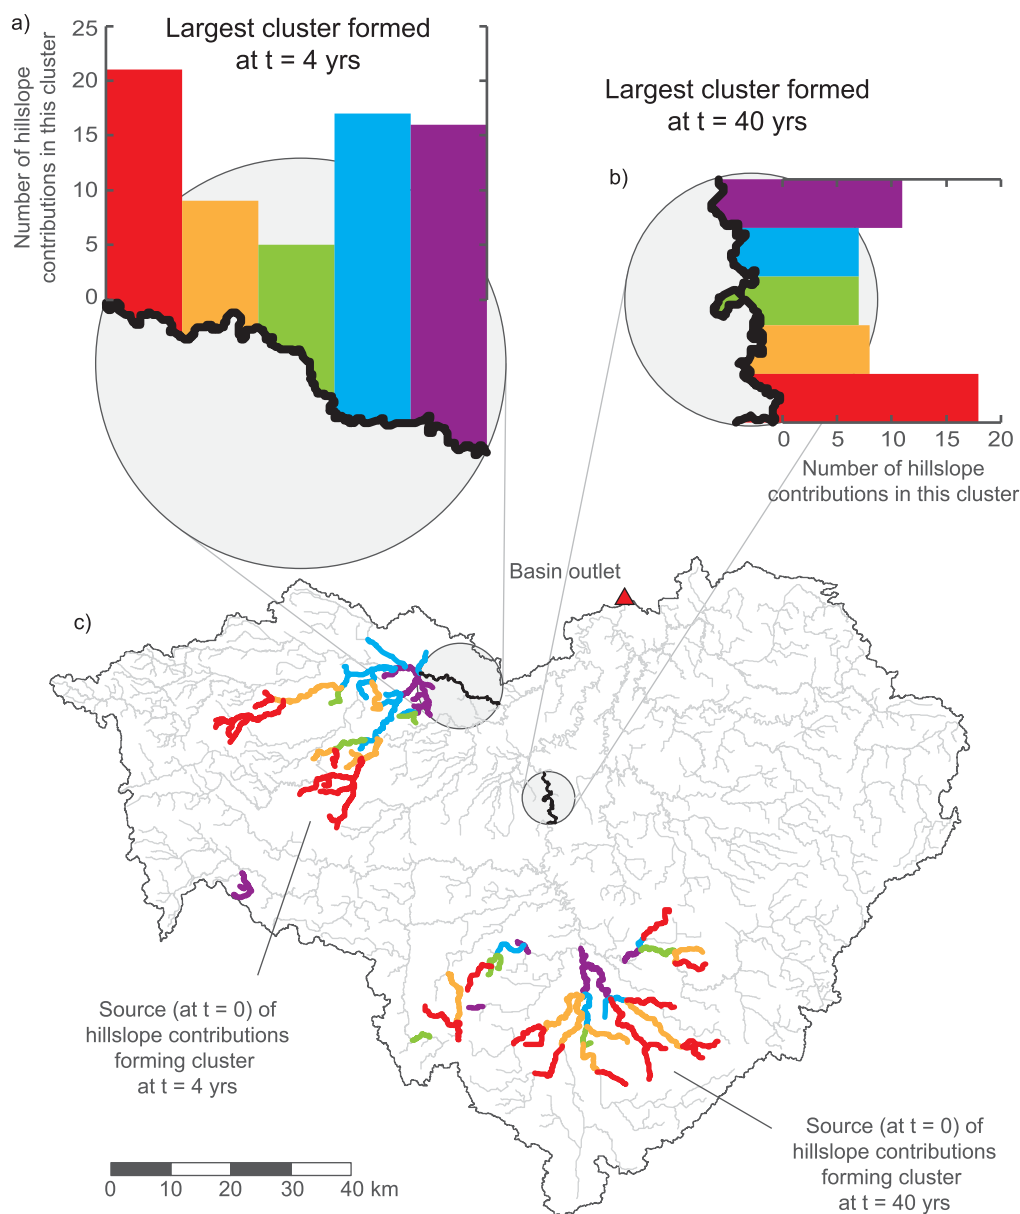 a)
Largest cluster formed
at t = 4 yrs
Number of hillslope
contributions in this cluster
25
20
15
10
5
0
Largest cluster formed
at t = 40 yrs
b)
0 5 10 15 20
Number of hillslope
contributions in this cluster
Basin outlet
c)
Source (at t = 0) of
hillslope contributions
forming cluster
at t = 4 yrs
Source (at t = 0) of
hillslope contributions
forming cluster
at t = 40 yrs
0 10 20 30 40 km